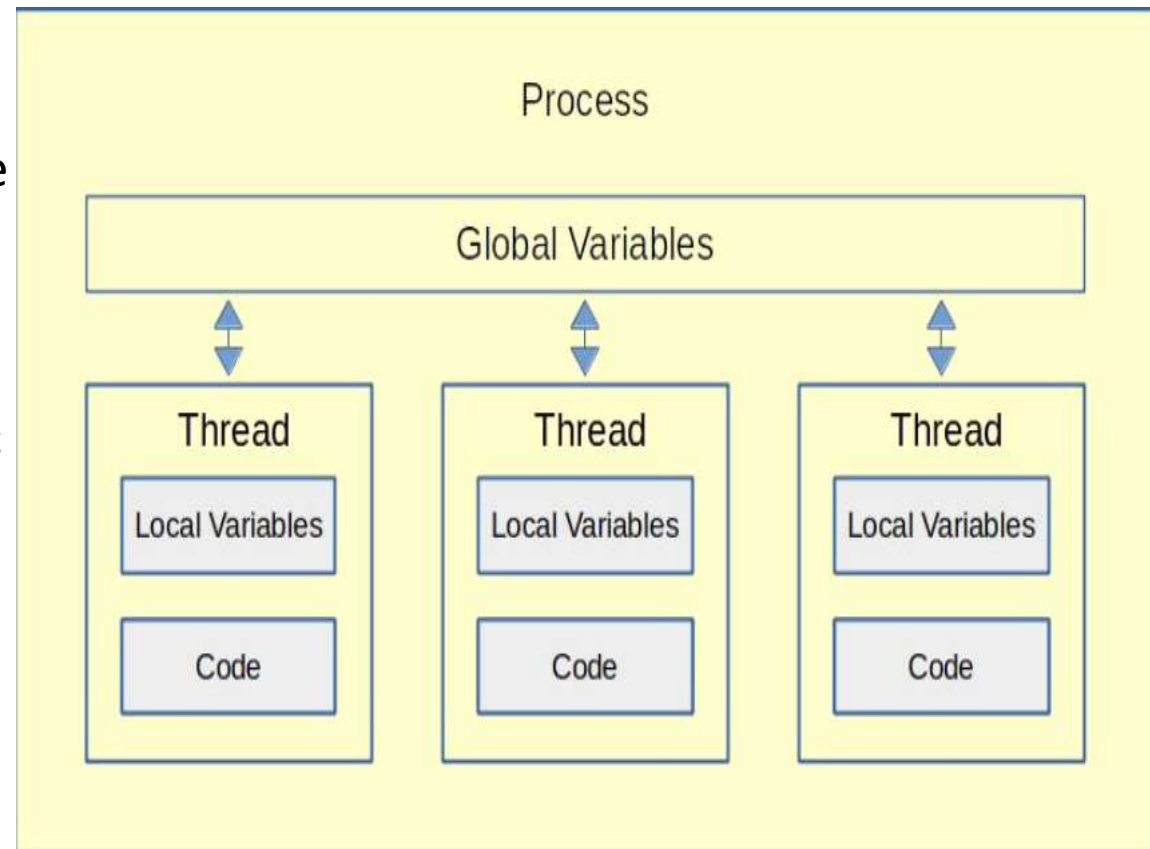 Process
e
Global Variables
Thread Thread Thread
Local Variables Local Variables Local Variables
Code Code Code